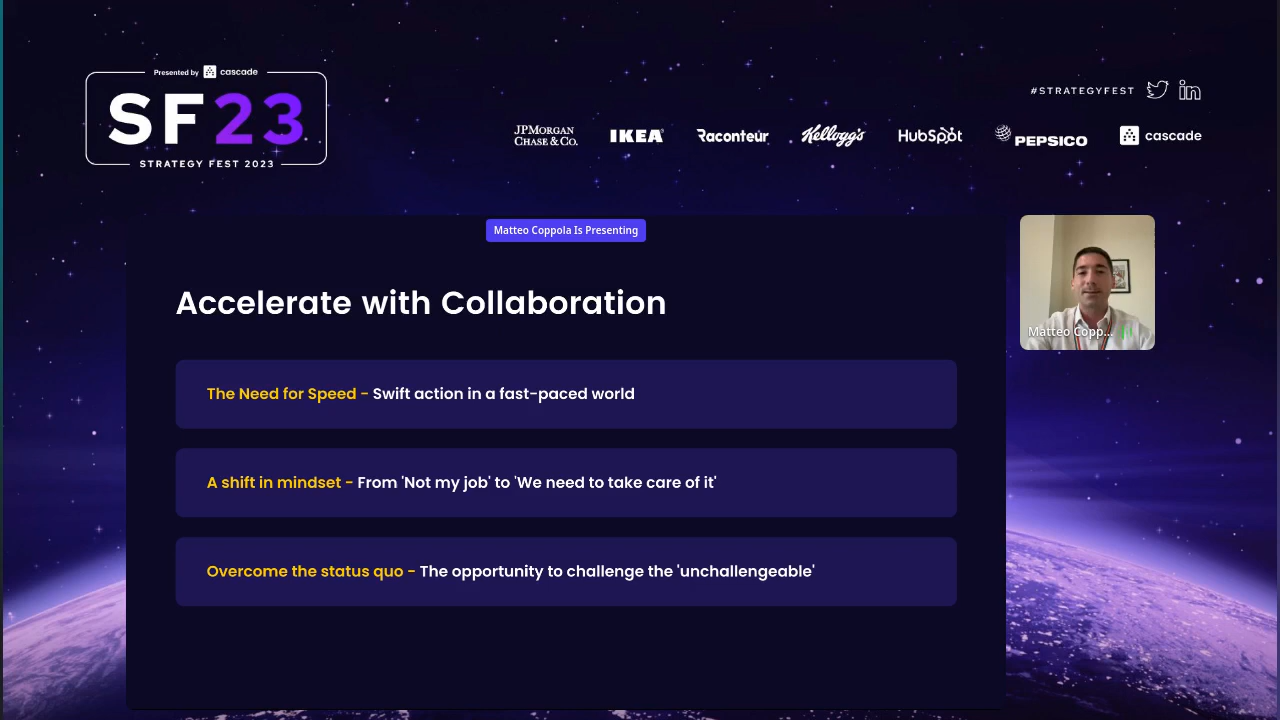 Presented by cascade
SF23
STRATEGY FEST 2023
#STRATEGYFEST
JPMORGAN
CHASE & CO.
IKEA
Raconteur
Kellogg's
HubSpot
PEPSICO
cascade
Matteo Coppola Is Presenting
Accelerate with Collaboration
The Need for Speed - Swift action in a fast-paced world
A shift in mindset - From 'Not my job' to 'We need to take care of it'
Overcome the status quo - The opportunity to challenge the 'unchallengeable'
Matteo Copp...